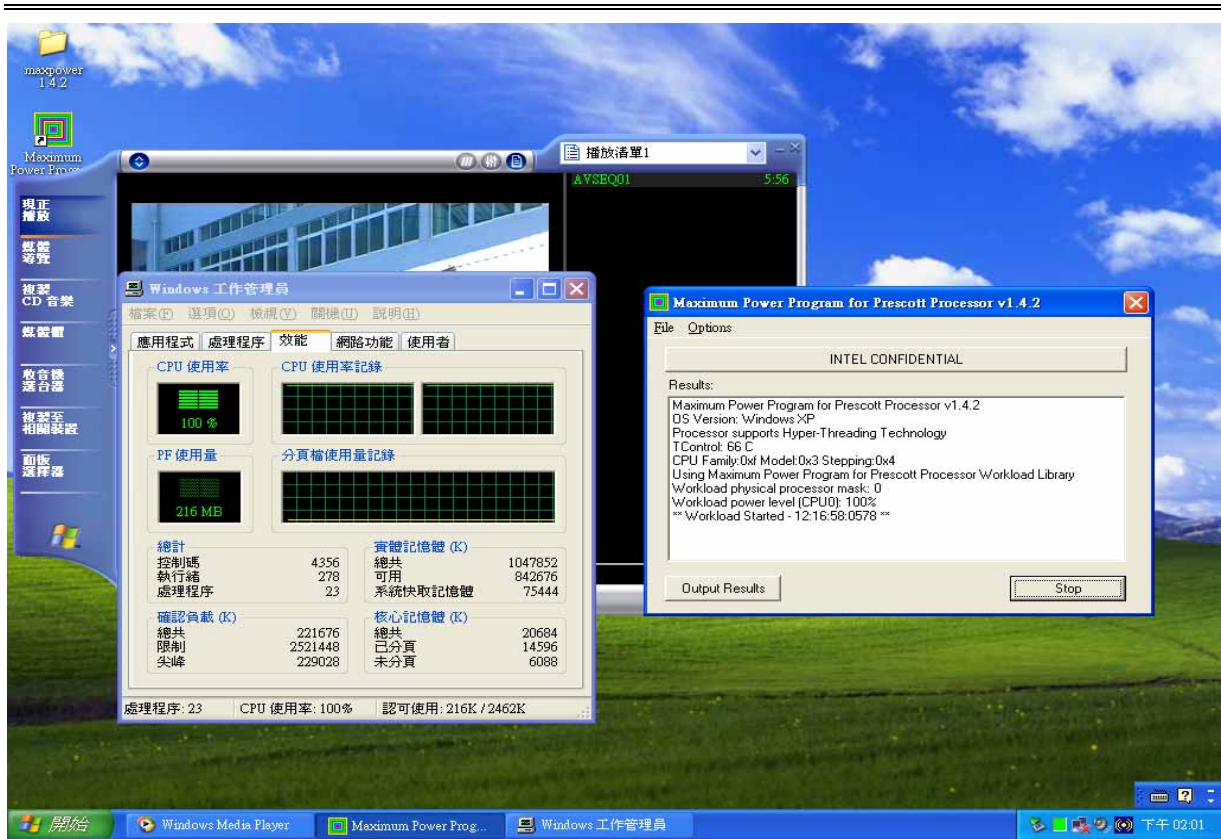 maxpower
1.4.2
Maximum
Power Progr...
現正
播放
媒體
導覽
複製
CD 音樂
媒體櫃
收音機
選台器
複製至
相關裝置
面板
選擇器
播放清單1
AVSEQ01 5:56
Windows 工作管理員
檔案(F) 選項(O) 檢視(V) 關機(U) 說明(H)
應用程式 處理程序 效能 網路功能 使用者
CPU 使用率 CPU 使用率記錄
100 %
PF 使用量 分頁檔使用量記錄
216 MB
總計
控制碼 4356
執行緒 278
處理程序 23
實體記憶體 (K)
總共 1047852
可用 842676
系統快取記憶體 75444
確認負載 (K)
總共 221676
限制 2521448
尖峰 229028
核心記憶體 (K)
總共 20684
已分頁 14596
未分頁 6088
處理程序: 23 CPU 使用率: 100% 認可使用: 216K / 2462K
Maximum Power Program for Prescott Processor v1.4.2
File Options
INTEL CONFIDENTIAL
Results:
Maximum Power Program for Prescott Processor v1.4.2
OS Version: Windows XP
Processor supports Hyper-Threading Technology
TControl: 66 C
CPU Family:0xf Model:0x3 Stepping:0x4
Using Maximum Power Program for Prescott Processor Workload Library
Workload physical processor mask: 0
Workload power level (CPU0): 100%
** Workload Started - 12:16:58:0578 **
Output Results Stop
開始 Windows Media Player Maximum Power Prog... Windows 工作管理員 下午 02:01